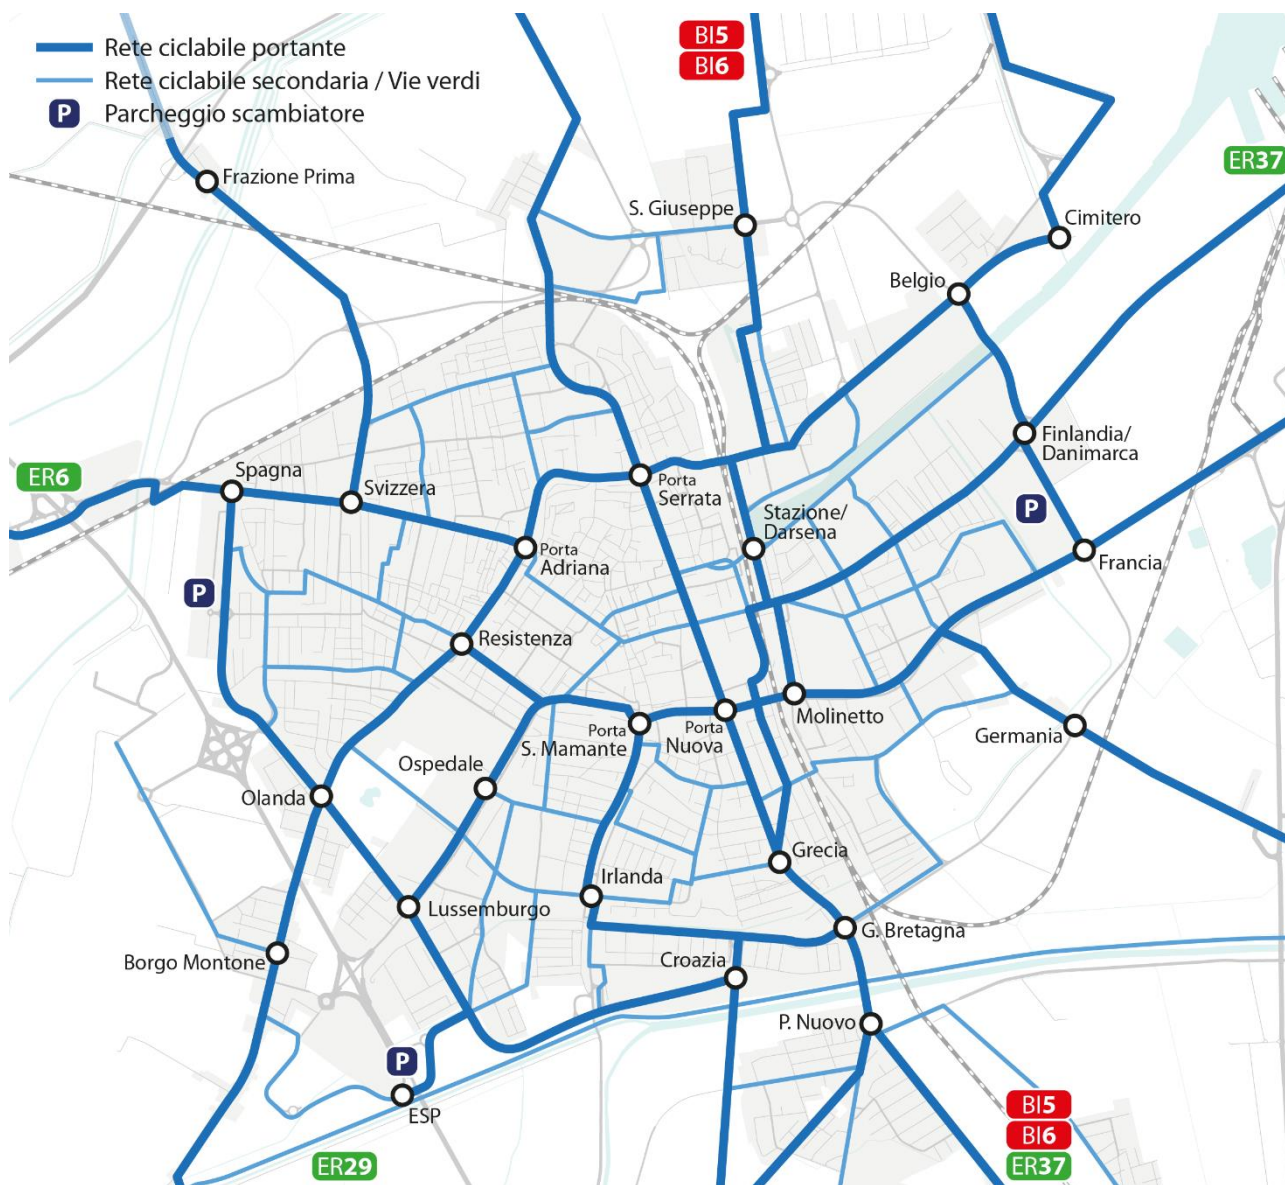 Rete ciclabile portante
Rete ciclabile secondaria / Vie verdi
P Parcheggio scambiatore
BI5
BI6
ER37
Frazione Prima
S. Giuseppe
Cimitero
Belgio
Finlandia/
Danimarca
ER6
Spagna
Svizzera
Porta
Serrata
Stazione/
Darsena
P
Porta
Adriana
Francia
P
Resistenza
Molinetto
Porta
S. Mamante
Porta
Nuova
Germania
Ospedale
Olanda
Grecia
Irlanda
Lussemburgo
G. Bretagna
Borgo Montone
Croazia
P. Nuovo
P
ESP
BI5
BI6
ER37
ER29